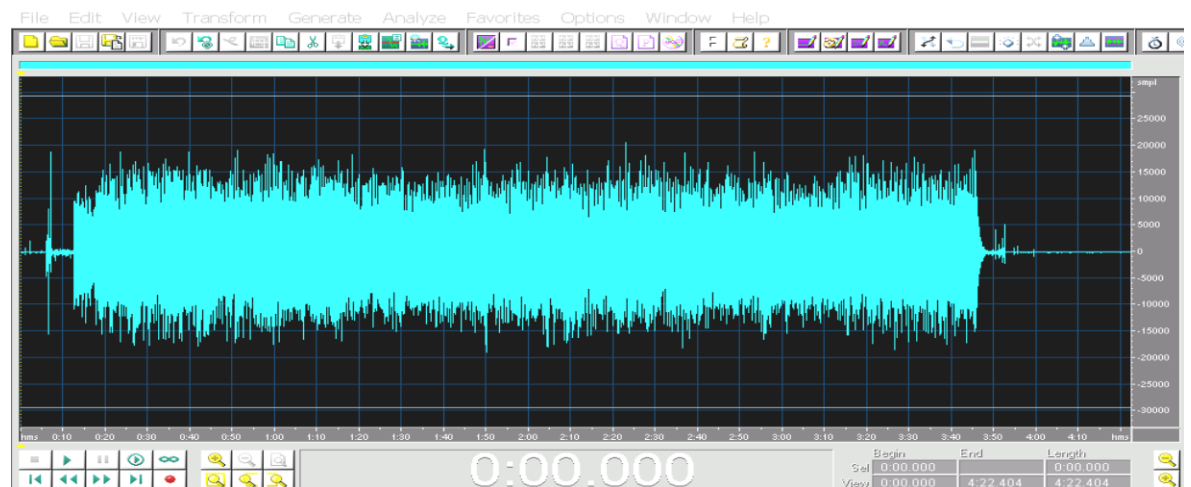 File Edit View Transform Generate Analyze Favorites Options Window Help
smpl
25000
20000
15000
10000
5000
0
-5000
-10000
-15000
-20000
-25000
-30000
hms 0:10 0:20 0:30 0:40 0:50 1:00 1:10 1:20 1:30 1:40 1:50 2:00 2:10 2:20 2:30 2:40 2:50 3:00 3:10 3:20 3:30 3:40 3:50 4:00 4:10 hms
0:00.000
Begin End Length
Sel 0:00.000 0:00.000
View 0:00.000 4:22.404 4:22.404